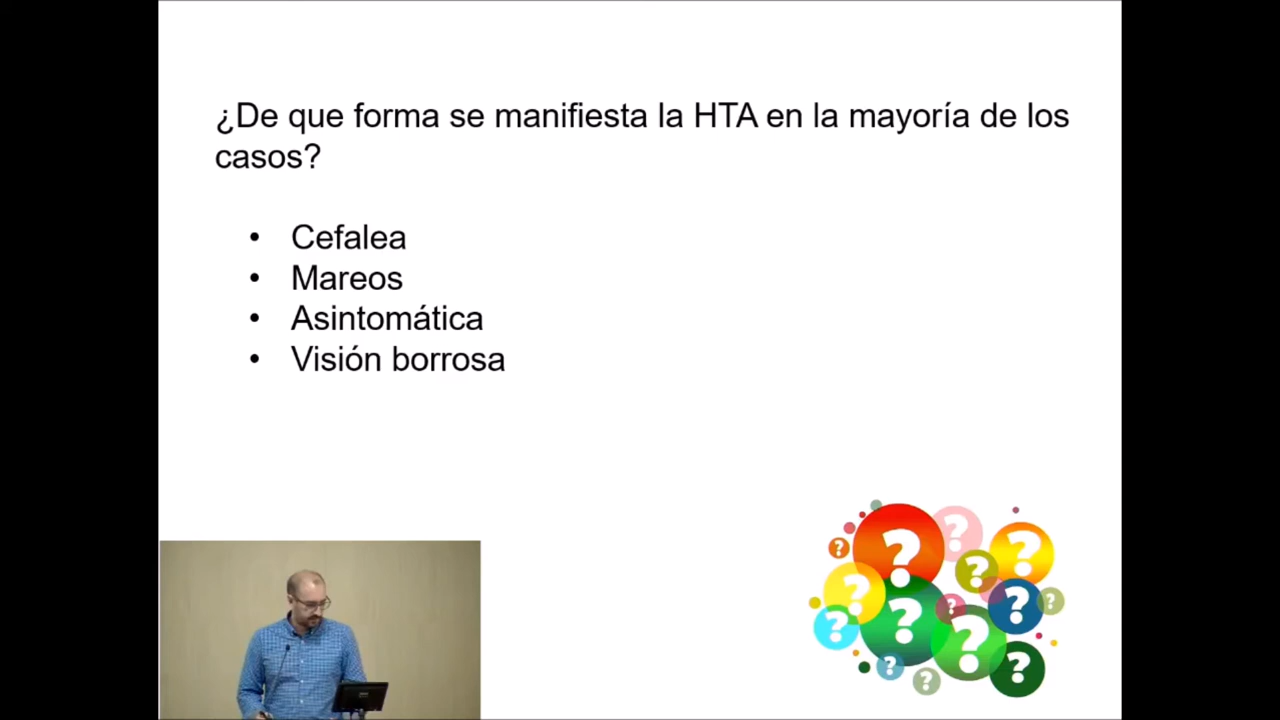 ¿De que forma se manifiesta la HTA en la mayoría de los
casos?
• Cefalea
• Mareos
• Asintomática
• Visión borrosa
? ? ? ? ? ? ? ? ? ? ? ? ? ?